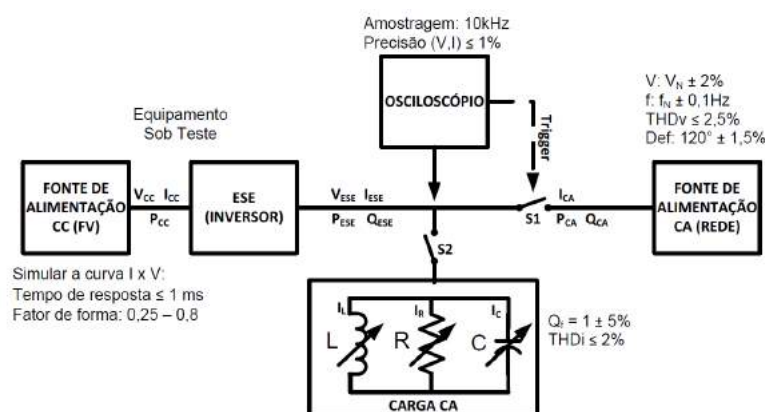 Amostragem: 10kHz
Precisão (V,I) ≤ 1%
OSCILOSCÓPIO
Trigger
V: V_N ± 2%
f: f_N ± 0,1Hz
THDv ≤ 2,5%
Def: 120° ± 1,5%
Equipamento
Sob Teste
FONTE DE
ALIMENTAÇÃO
CC (FV)
V_CC I_CC
P_CC
ESE
(INVERSOR)
V_ESE I_ESE
P_ESE Q_ESE
S1
I_CA
P_CA Q_CA
FONTE DE
ALIMENTAÇÃO
CA (REDE)
S2
Simular a curva I x V:
Tempo de resposta ≤ 1 ms
Fator de forma: 0,25 – 0,8
I_L I_R I_C
L R C
CARGA CA
Q_f = 1 ± 5%
THDi ≤ 2%